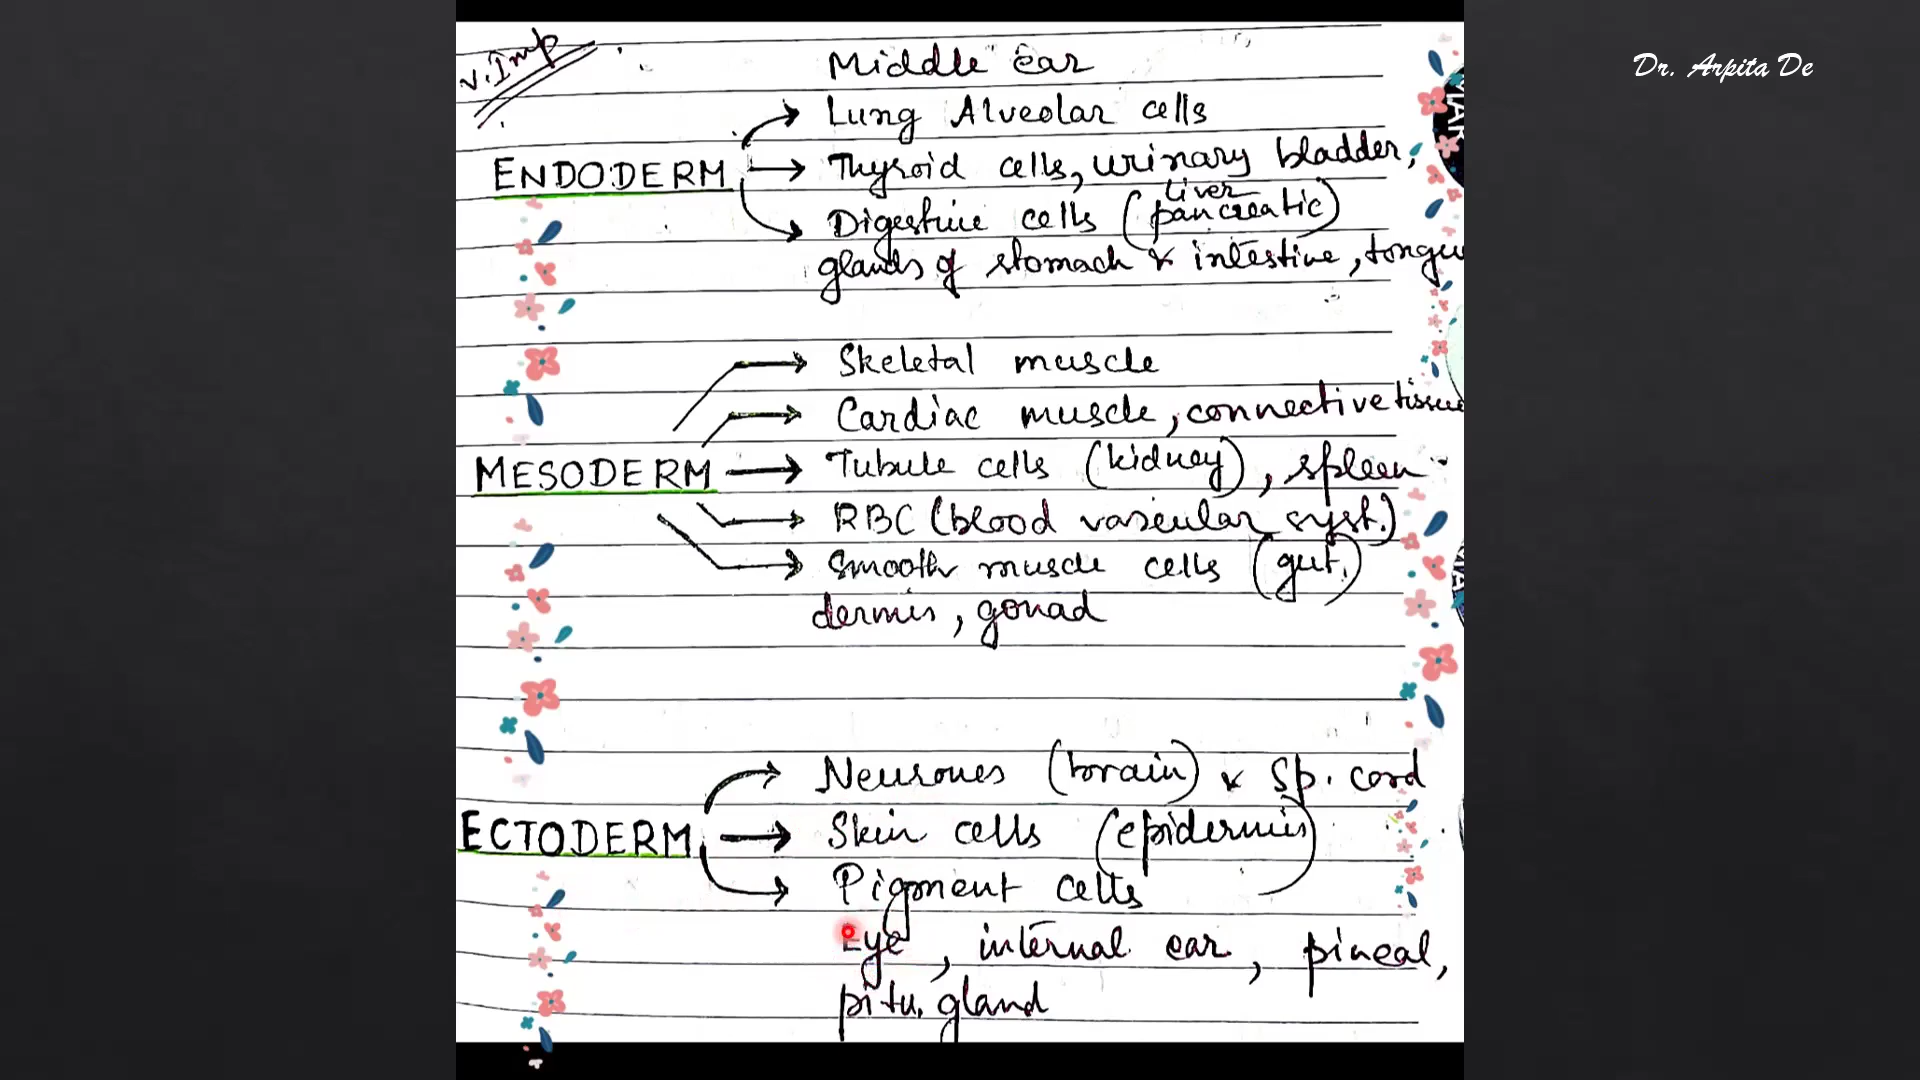 v. Imp
Dr. Arpita De
Middle ear
Lung Alveolar cells
ENDODERM
Thyroid cells, urinary bladder,
liver
Digestive cells (pancreatic)
glands of stomach & intestine, tongue
Skeletal muscle
Cardiac muscle, connective tissue
MESODERM
Tubule cells (kidney), spleen
RBC (blood vascular syst.)
Smooth muscle cells (gut)
dermis, gonad
Neurones (brain) & Sp. cord
ECTODERM
Skin cells (epidermis)
Pigment cells
Eye, internal ear, pineal,
pitu. gland